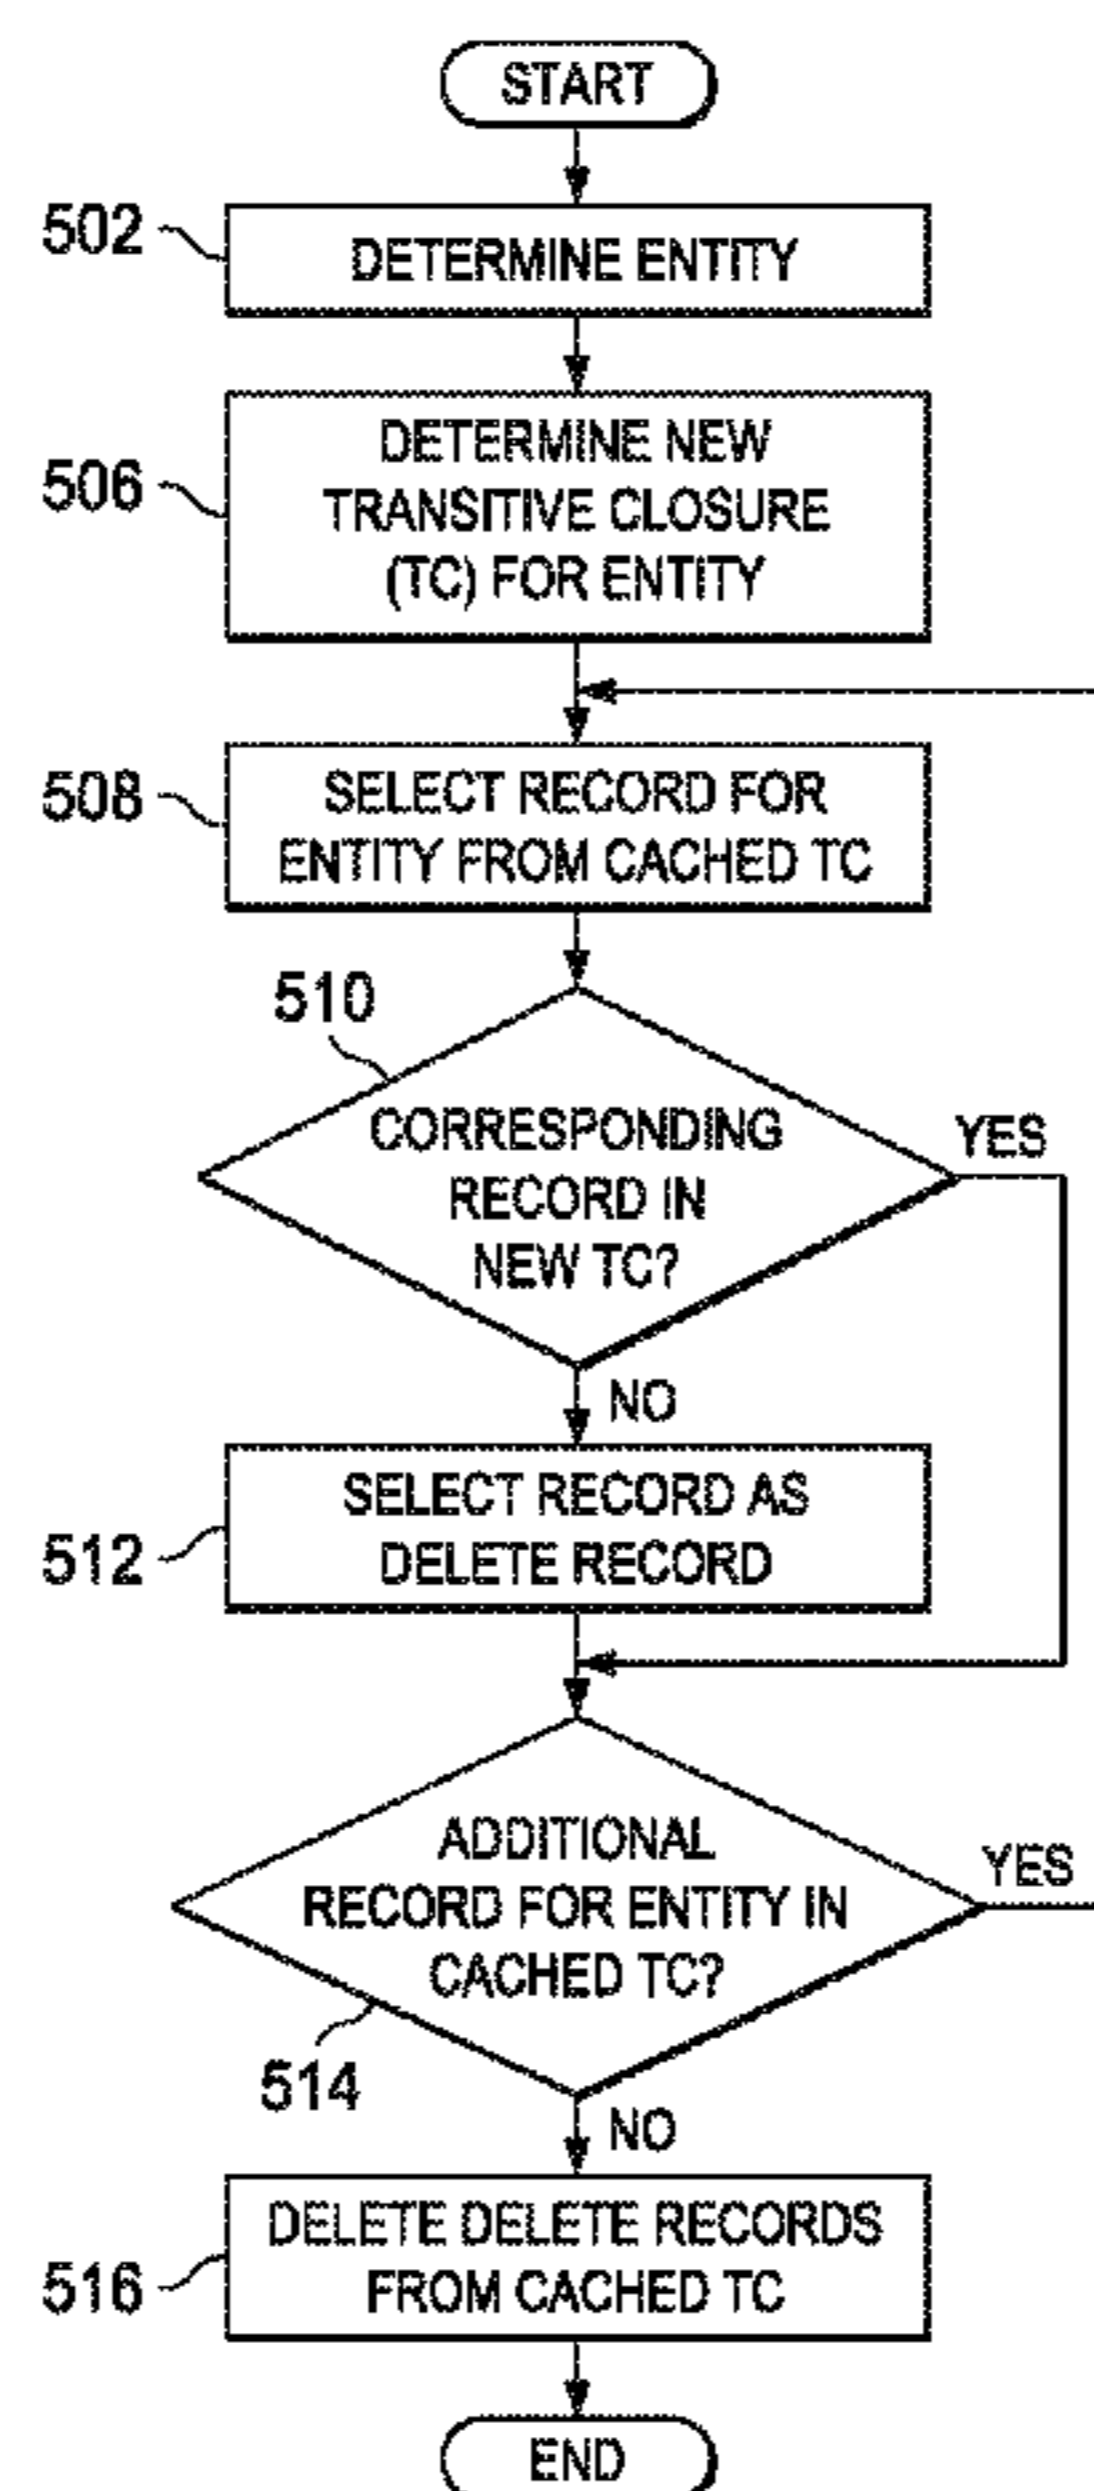 START
502
DETERMINE ENTITY
506
DETERMINE NEW
TRANSITIVE CLOSURE
(TC) FOR ENTITY
508
SELECT RECORD FOR
ENTITY FROM CACHED TC
510
CORRESPONDING
RECORD IN
NEW TC?
YES
NO
512
SELECT RECORD AS
DELETE RECORD
ADDITIONAL
RECORD FOR ENTITY IN
CACHED TC?
YES
514
NO
516
DELETE DELETE RECORDS
FROM CACHED TC
END